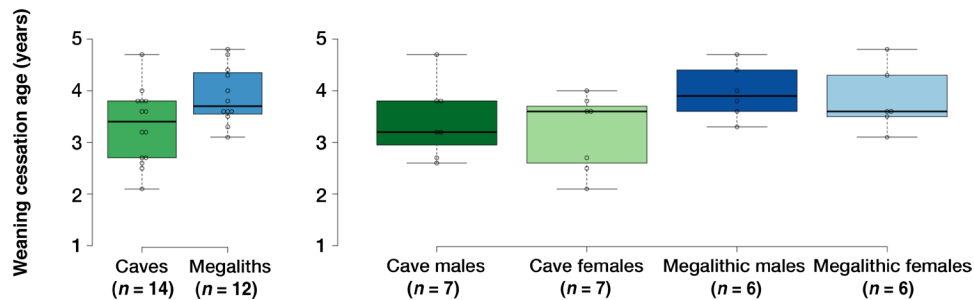 Weaning cessation age (years)
5
4
3
2
1
Caves
(n = 14)
Megaliths
(n = 12)
5
4
3
2
1
Cave males
(n = 7)
Cave females
(n = 7)
Megalithic males
(n = 6)
Megalithic females
(n = 6)